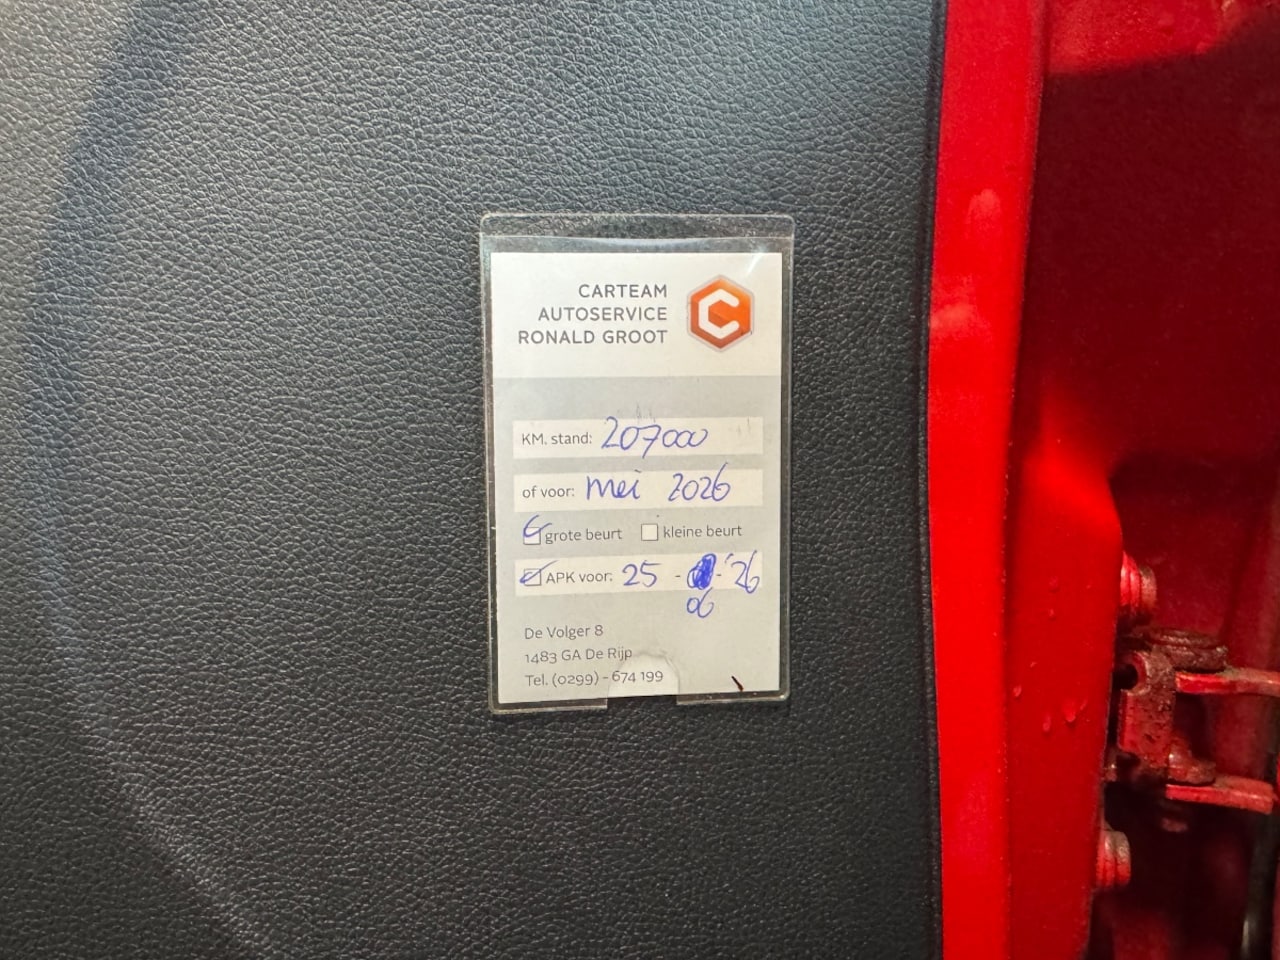 CARTEAM
AUTOSERVICE
RONALD GROOT
KM. stand: 207000
of voor: mei 2026
grote beurt kleine beurt
APK voor: 25 - - '26
06
De Volger 8
1483 GA De Rijp
Tel. (0299) - 674 199